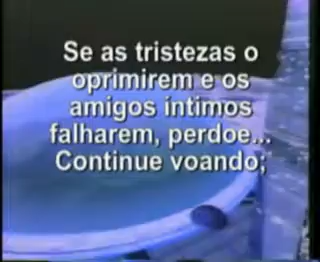 Se as tristezas o
oprimirem e os
amigos íntimos
falharem, perdoe...
Continue voando;